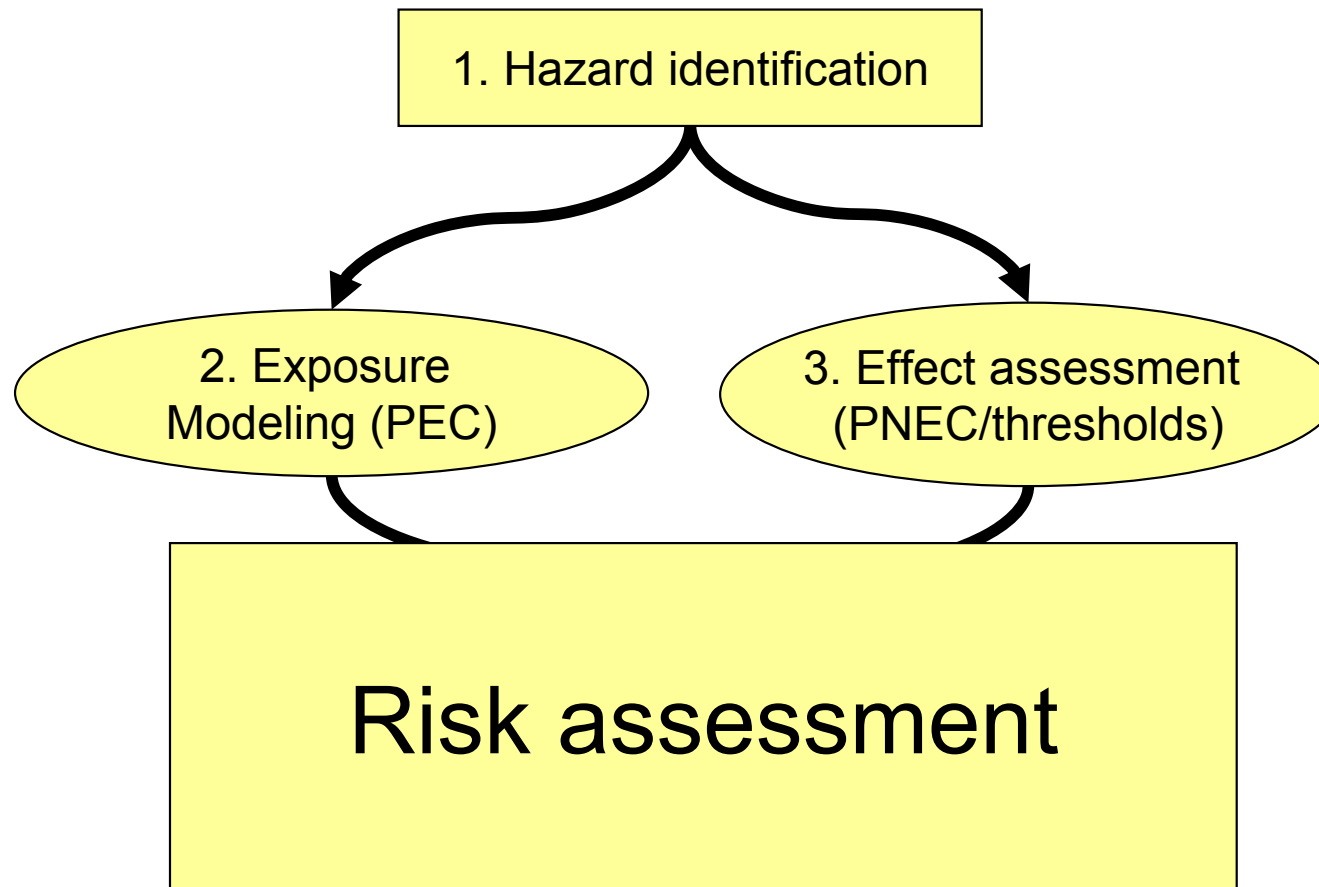 1. Hazard identification
2. Exposure
Modeling (PEC)
3. Effect assessment
(PNEC/thresholds)
Risk assessment